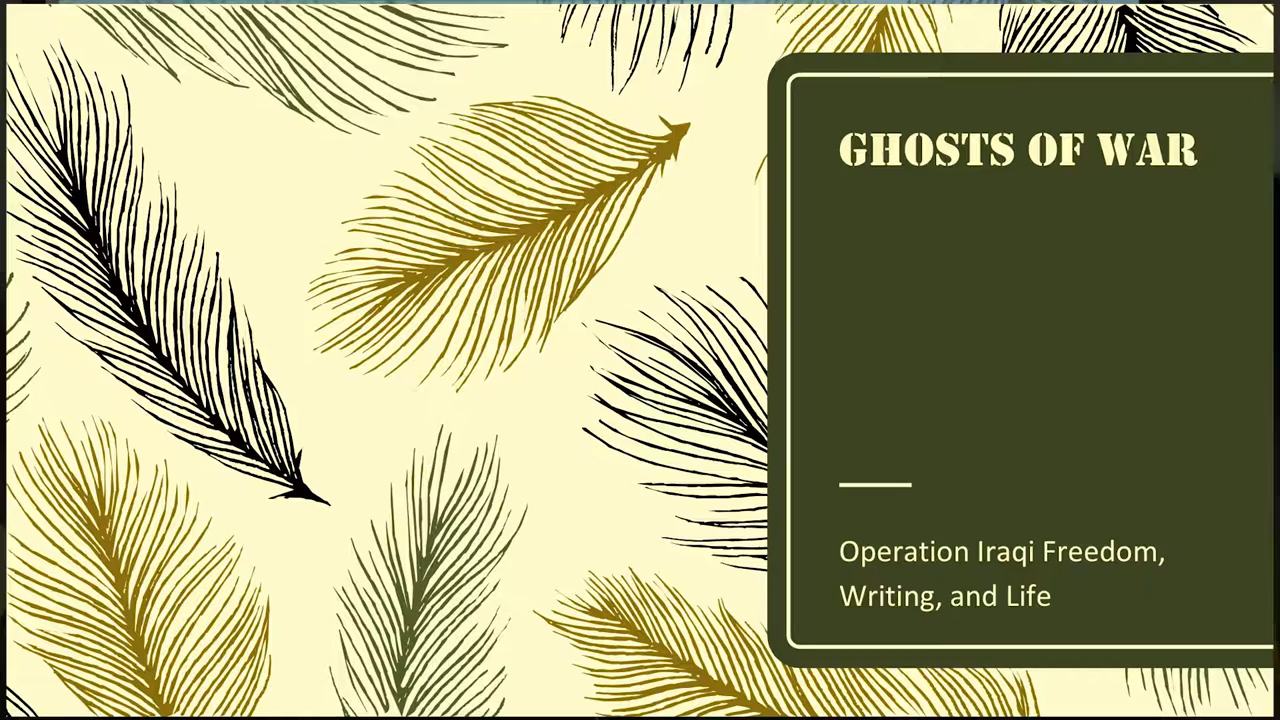 GHOSTS OF WAR
Operation Iraqi Freedom,
Writing, and Life